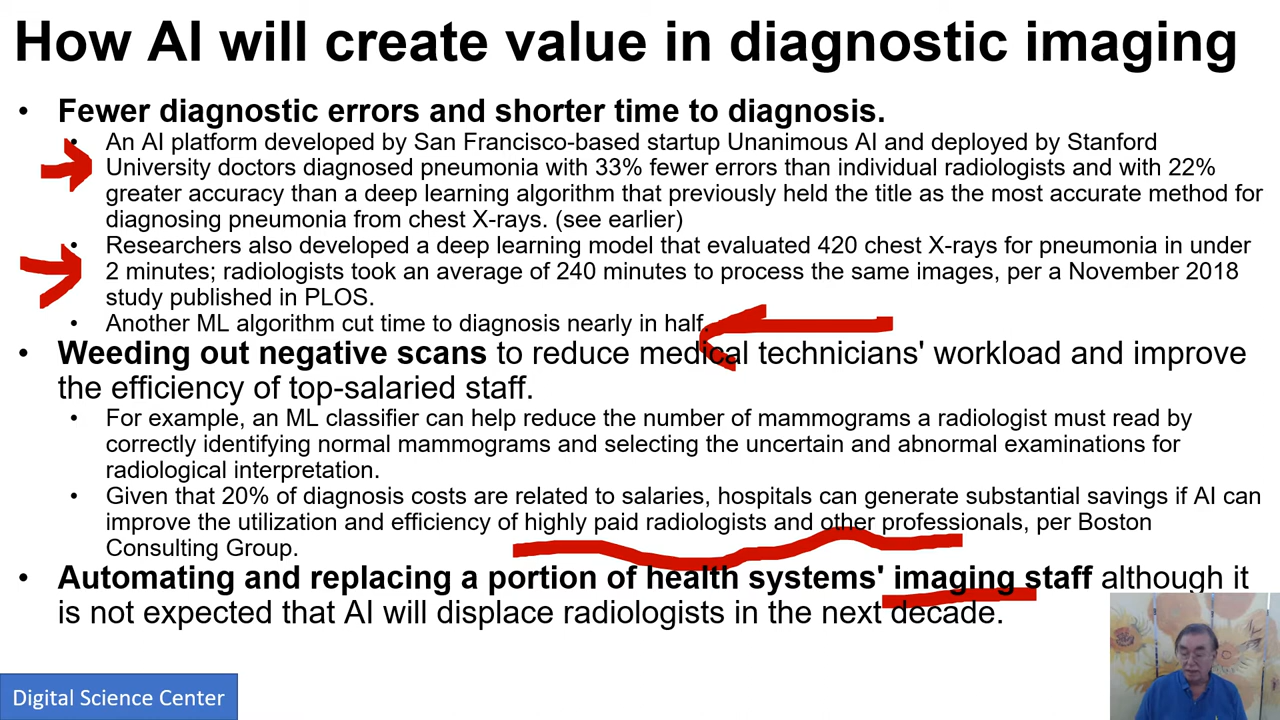 How AI will create value in diagnostic imaging
• Fewer diagnostic errors and shorter time to diagnosis.
• An AI platform developed by San Francisco-based startup Unanimous AI and deployed by Stanford
University doctors diagnosed pneumonia with 33% fewer errors than individual radiologists and with 22%
greater accuracy than a deep learning algorithm that previously held the title as the most accurate method for
diagnosing pneumonia from chest X-rays. (see earlier)
• Researchers also developed a deep learning model that evaluated 420 chest X-rays for pneumonia in under
2 minutes; radiologists took an average of 240 minutes to process the same images, per a November 2018
study published in PLOS.
• Another ML algorithm cut time to diagnosis nearly in half.
• Weeding out negative scans to reduce medical technicians' workload and improve
the efficiency of top-salaried staff.
• For example, an ML classifier can help reduce the number of mammograms a radiologist must read by
correctly identifying normal mammograms and selecting the uncertain and abnormal examinations for
radiological interpretation.
• Given that 20% of diagnosis costs are related to salaries, hospitals can generate substantial savings if AI can
improve the utilization and efficiency of highly paid radiologists and other professionals, per Boston
Consulting Group.
• Automating and replacing a portion of health systems' imaging staff although it
is not expected that AI will displace radiologists in the next decade.
Digital Science Center